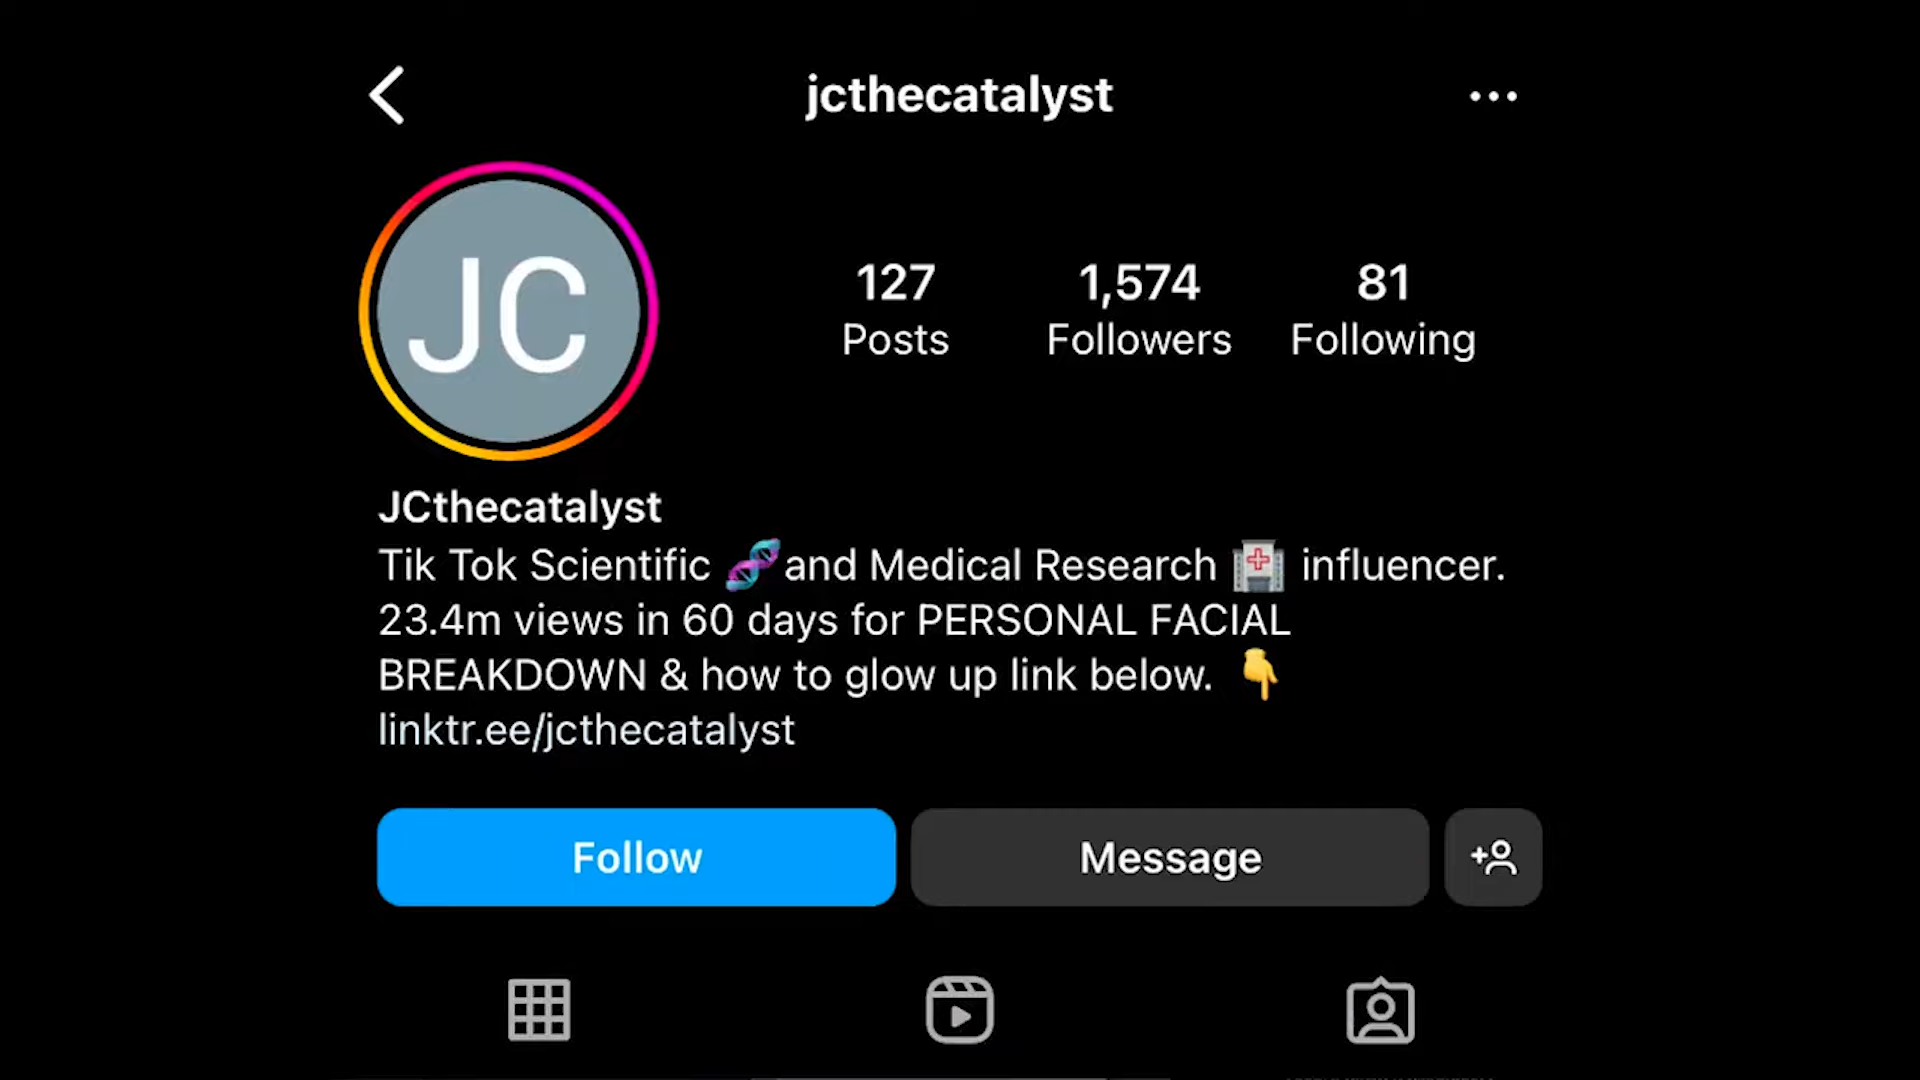 jcthecatalyst
JC
127
Posts
1,574
Followers
81
Following
JCthecatalyst
Tik Tok Scientific 🧬and Medical Research 🏥 influencer.
23.4m views in 60 days for PERSONAL FACIAL
BREAKDOWN & how to glow up link below. 👇
linktr.ee/jcthecatalyst
Follow
Message